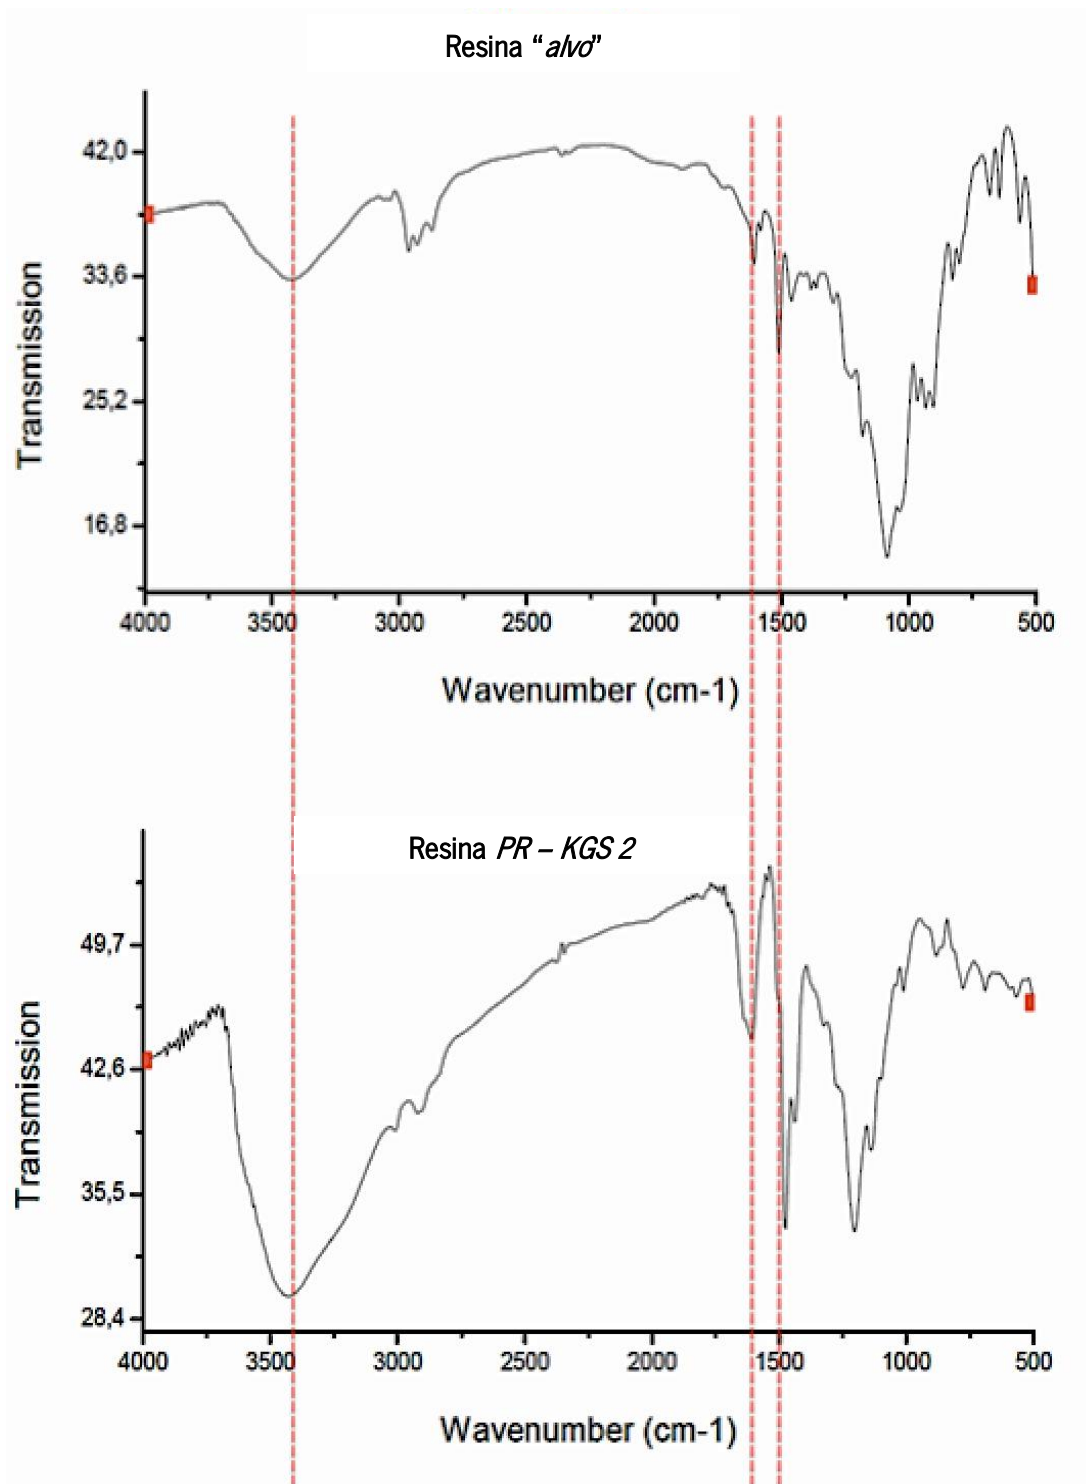 Resina “alvo”
42,0
33,6
25,2
16,8
Transmission
4000 3500 3000 2500 2000 1500 1000 500
Wavenumber (cm-1)
Resina PR – KGS 2
49,7
42,6
35,5
28,4
Transmission
4000 3500 3000 2500 2000 1500 1000 500
Wavenumber (cm-1)